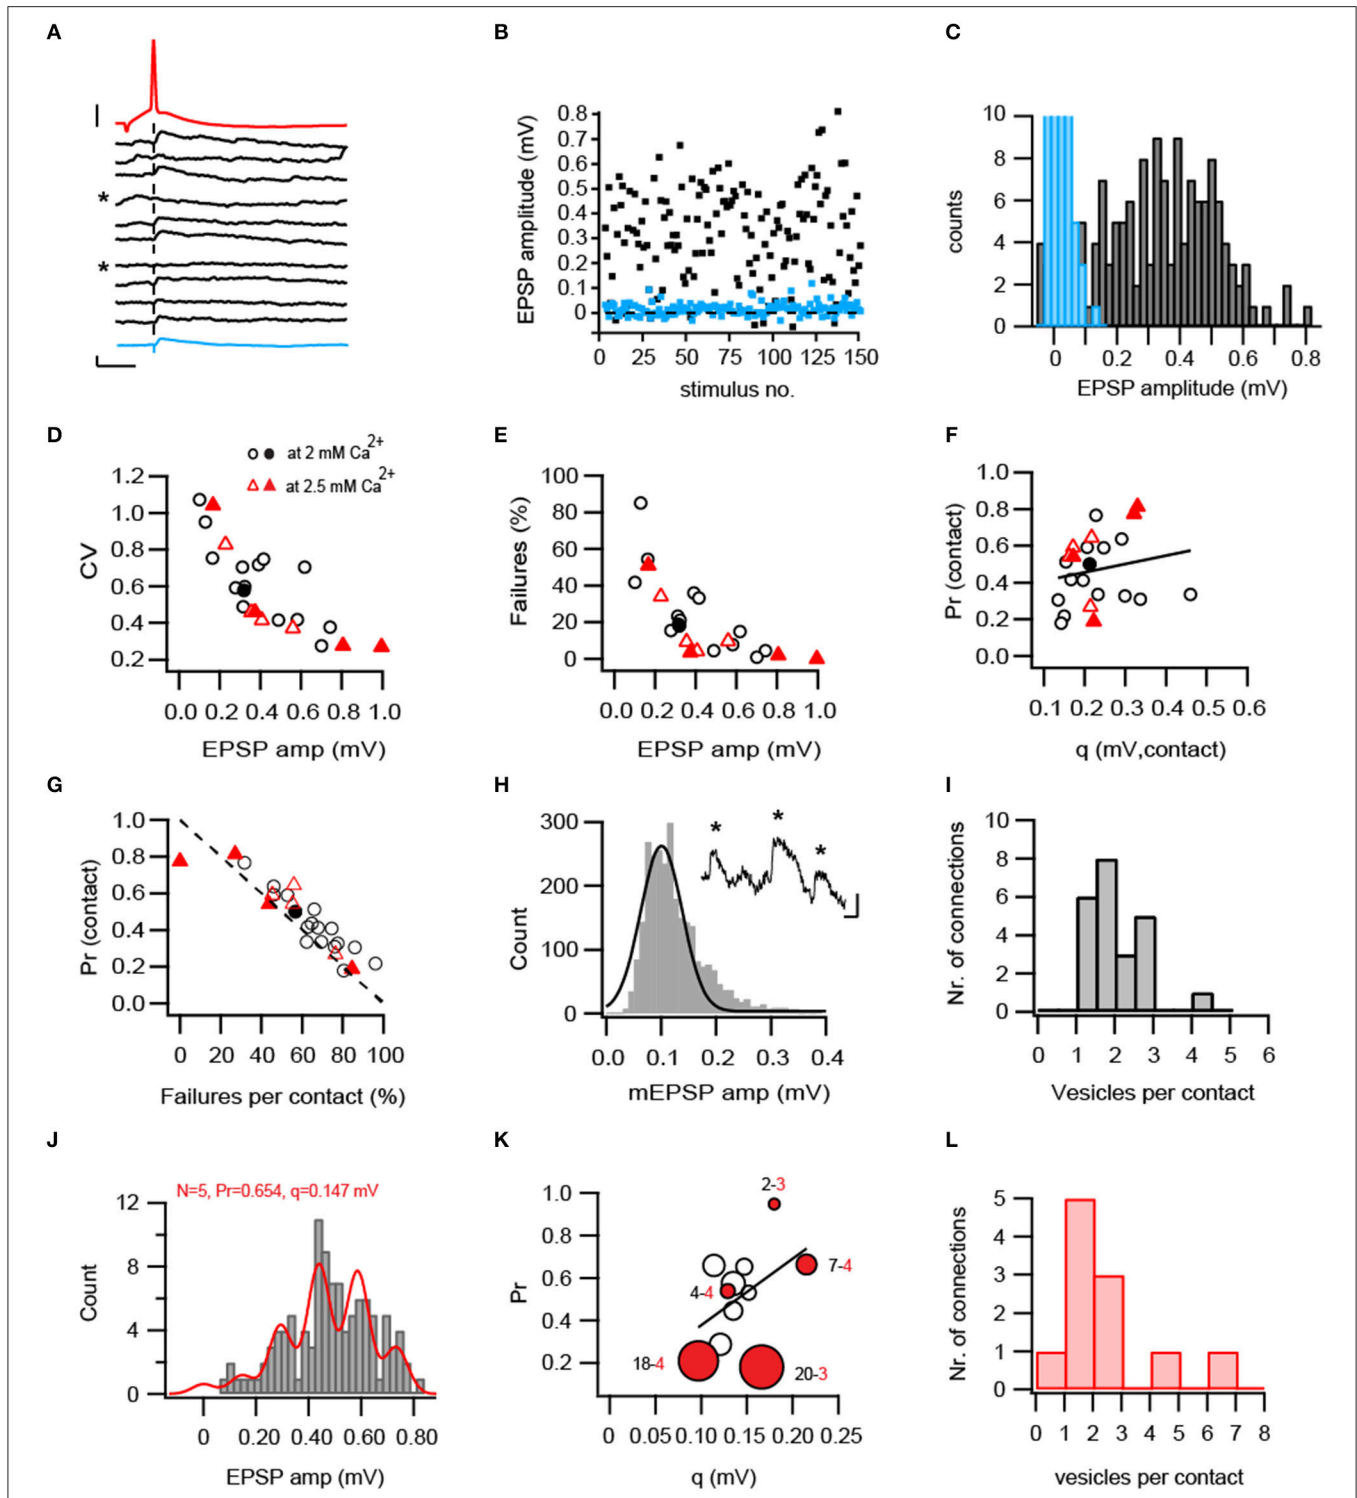 A
*
*
B
EPSP amplitude (mV)
0.8
0.7
0.6
0.5
0.4
0.3
0.2
0.1
0
0 25 50 75 100 125 150
stimulus no.
C
counts
10
8
6
4
2
0
0 0.2 0.4 0.6 0.8
EPSP amplitude (mV)
D
at 2 mM Ca2+
at 2.5 mM Ca2+
CV
1.2
1.0
0.8
0.6
0.4
0.2
0.0 0.2 0.4 0.6 0.8 1.0
EPSP amp (mV)
E
Failures (%)
100
80
60
40
20
0
0.0 0.2 0.4 0.6 0.8 1.0
EPSP amp (mV)
F
Pr (contact)
1.0
0.8
0.6
0.4
0.2
0.0
0.1 0.2 0.3 0.4 0.5 0.6
q (mV,contact)
G
Pr (contact)
1.0
0.8
0.6
0.4
0.2
0.0
0 20 40 60 80 100
Failures per contact (%)
H
Count
300
200
100
0
* * *
0.0 0.1 0.2 0.3 0.4
mEPSP amp (mV)
I
Nr. of connections
10
8
6
4
2
0
0 1 2 3 4 5 6
Vesicles per contact
J
N=5, Pr=0.654, q=0.147 mV
Count
12
8
4
0
0 0.20 0.40 0.60 0.80
EPSP amp (mV)
K
Pr
1.0
0.8
0.6
0.4
0.2
2-3
7-4
4-4
18-4
20-3
0 0.05 0.10 0.15 0.20 0.25
q (mV)
L
Nr. of connections
5
4
3
2
1
0
0 1 2 3 4 5 6 7 8
vesicles per contact